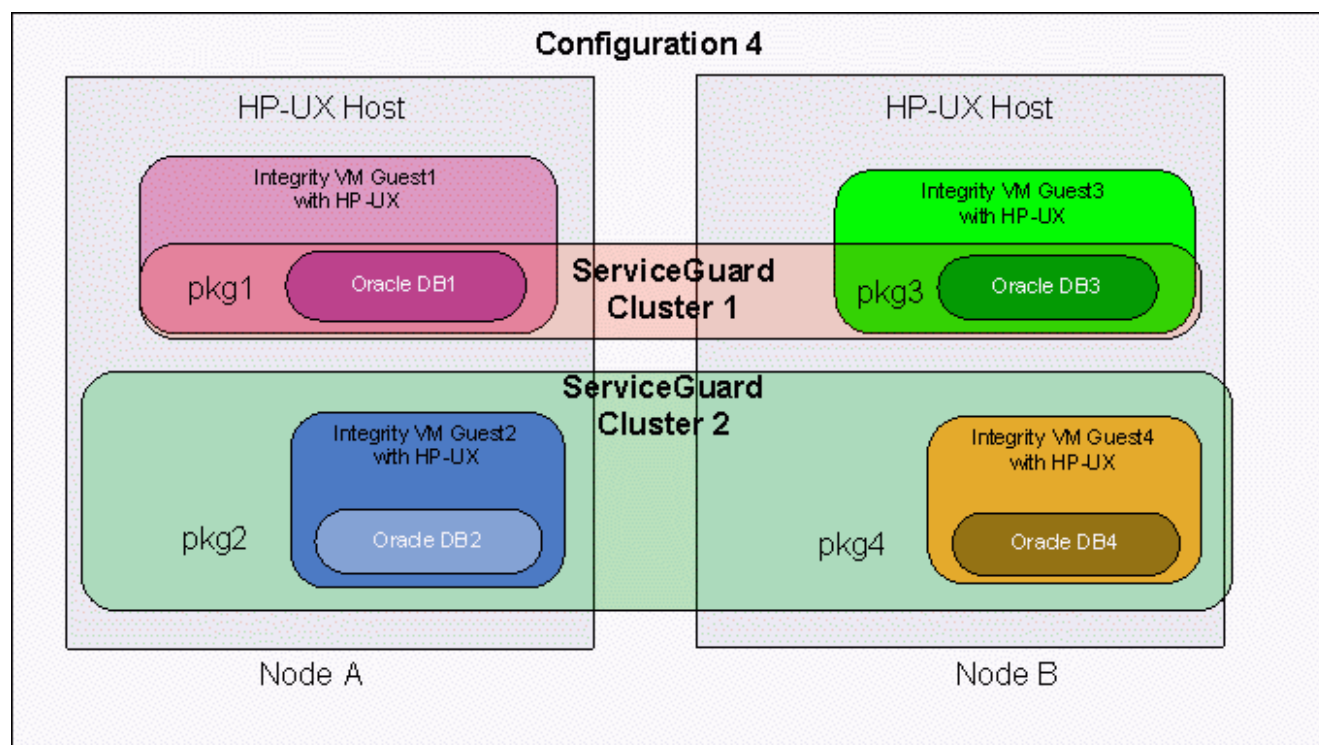 Configuration 4
HP-UX Host
HP-UX Host
Integrity VM Guest1
with HP-UX
Integrity VM Guest3
with HP-UX
pkg1
Oracle DB1
ServiceGuard
Cluster 1
pkg3
Oracle DB3
ServiceGuard
Cluster 2
Integrity VM Guest2
with HP-UX
Integrity VM Guest4
with HP-UX
pkg2
Oracle DB2
pkg4
Oracle DB4
Node A
Node B